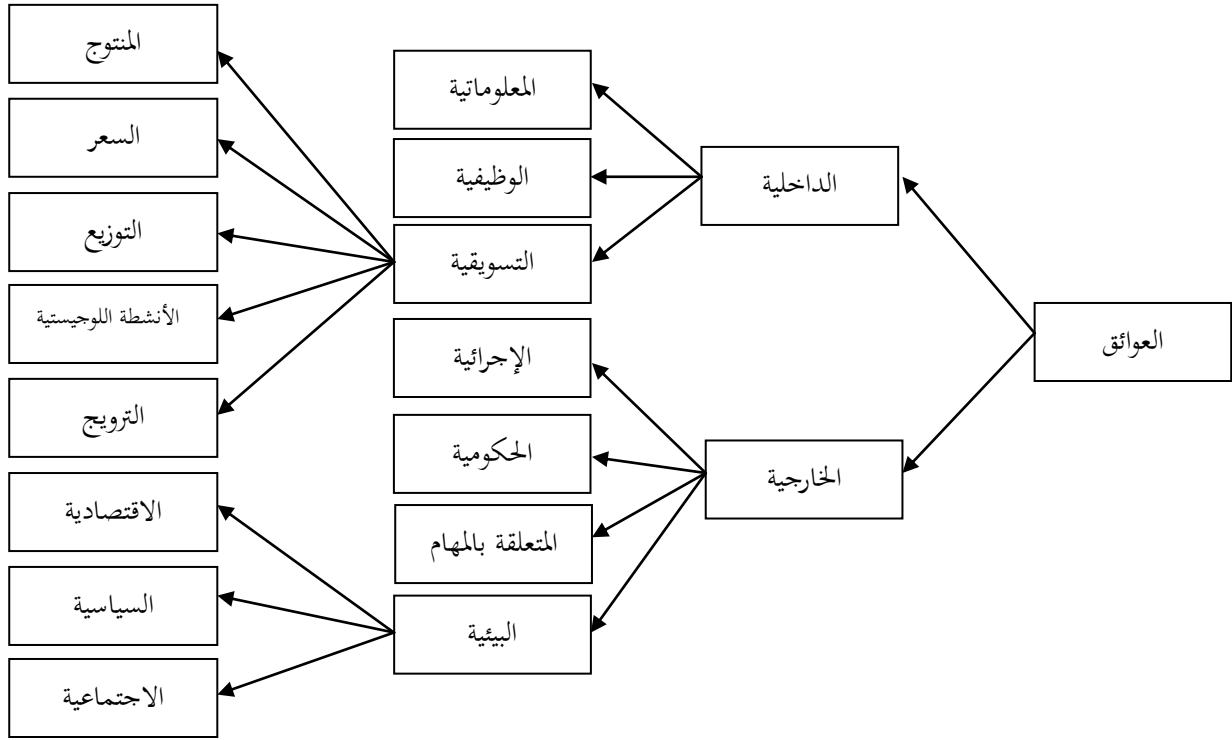 العوائق
الداخلية
الخارجية
المعلوماتية
الوظيفية
التسويقية
الإجرائية
الحكومية
المتعلقة بالمهام
البيئية
المنتوج
السعر
التوزيع
الأنشطة اللوجيستية
الترويج
الاقتصادية
السياسية
الاجتماعية